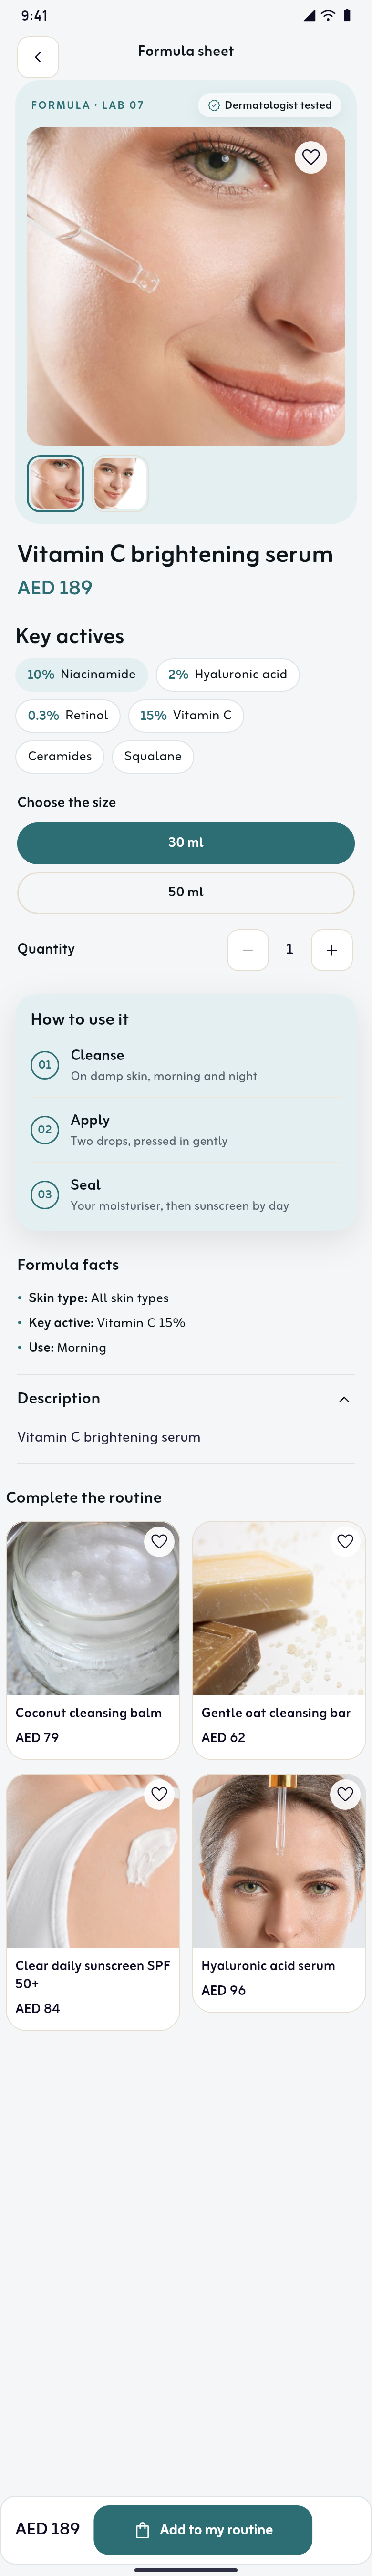 9:41
Formula sheet
FORMULA · LAB 07
Dermatologist tested
Vitamin C brightening serum
AED 189
Key actives
10% Niacinamide
2% Hyaluronic acid
0.3% Retinol
15% Vitamin C
Ceramides
Squalane
Choose the size
30 ml
50 ml
Quantity
1
How to use it
01
Cleanse
On damp skin, morning and night
02
Apply
Two drops, pressed in gently
03
Seal
Your moisturiser, then sunscreen by day
Formula facts
• Skin type: All skin types
• Key active: Vitamin C 15%
• Use: Morning
Description
Vitamin C brightening serum
Complete the routine
Coconut cleansing balm
AED 79
Gentle oat cleansing bar
AED 62
Clear daily sunscreen SPF
50+
AED 84
Hyaluronic acid serum
AED 96
AED 189
Add to my routine